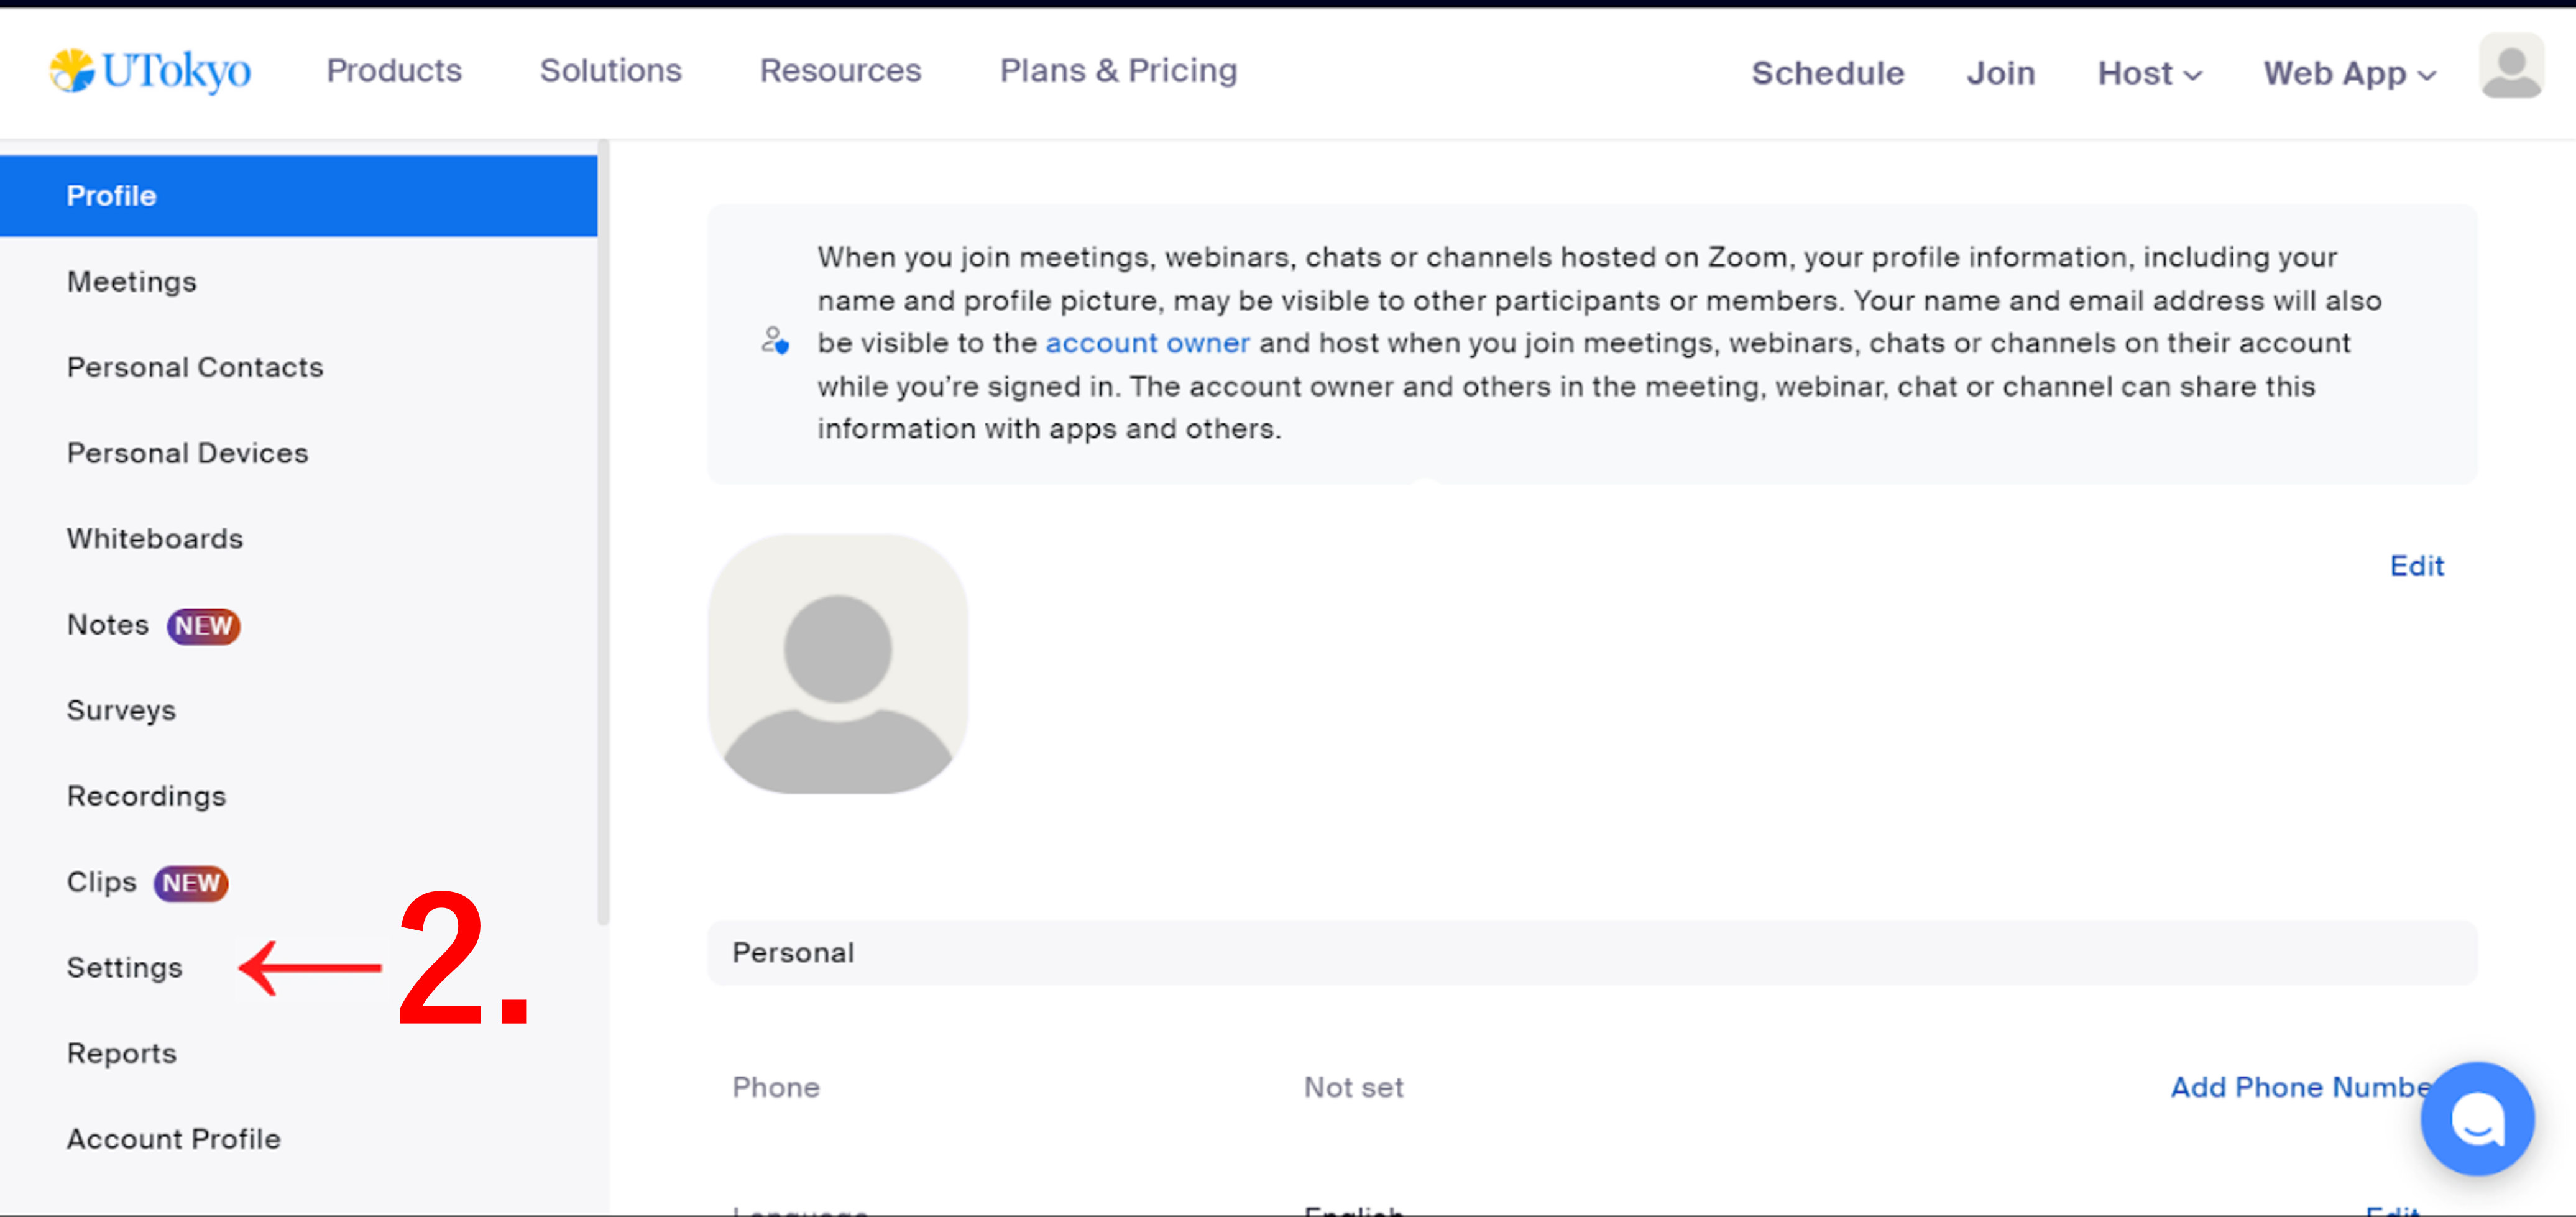 UTokyo Products Solutions Resources Plans & Pricing Schedule Join Host Web App
Profile
Meetings
Personal Contacts
Personal Devices
Whiteboards
Notes NEW
Surveys
Recordings
Clips NEW
Settings ←2.
Reports
Account Profile
When you join meetings, webinars, chats or channels hosted on Zoom, your profile information, including your
name and profile picture, may be visible to other participants or members. Your name and email address will also
be visible to the account owner and host when you join meetings, webinars, chats or channels on their account
while you’re signed in. The account owner and others in the meeting, webinar, chat or channel can share this
information with apps and others.
Edit
Personal
Phone Not set Add Phone Numbe
Language English Edit